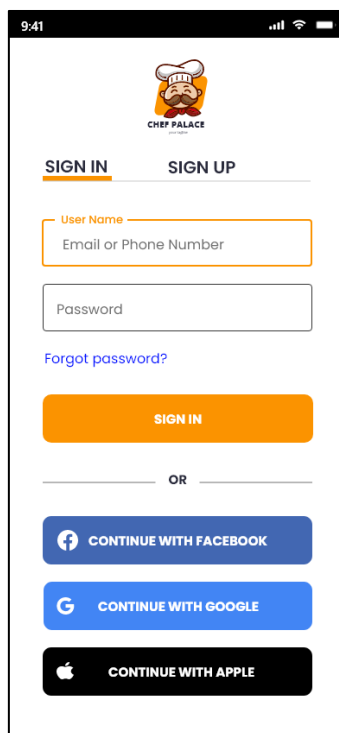 9:41
CHEF PALACE
SIGN IN SIGN UP
User Name
Email or Phone Number
Password
Forgot password?
SIGN IN
OR
CONTINUE WITH FACEBOOK
CONTINUE WITH GOOGLE
CONTINUE WITH APPLE